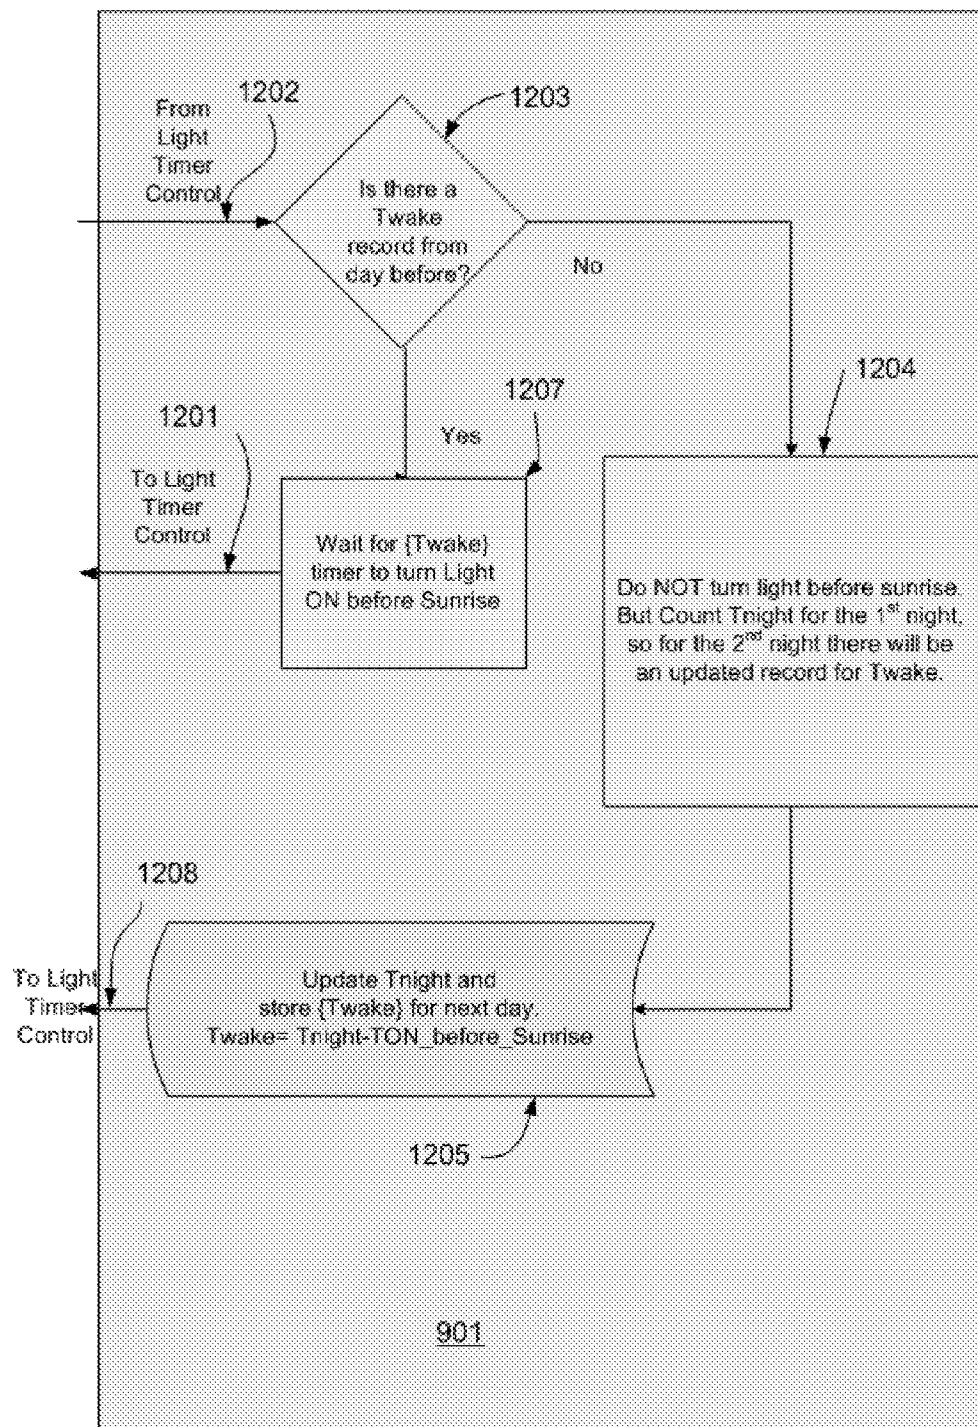 1202
From
Light
Timer
Control
1203
Is there a
Twake
record from
day before?
No
1204
1201
1207
Yes
To Light
Timer
Control
Wait for {Twake}
timer to turn Light
ON before Sunrise
Do NOT turn light before sunrise.
But Count Tnight for the 1st night,
so for the 2nd night there will be
an updated record for Twake.
1208
To Light
Timer
Control
Update Tnight and
store {Twake} for next day.
Twake= Tnight-TON_before_Sunrise
1205
901